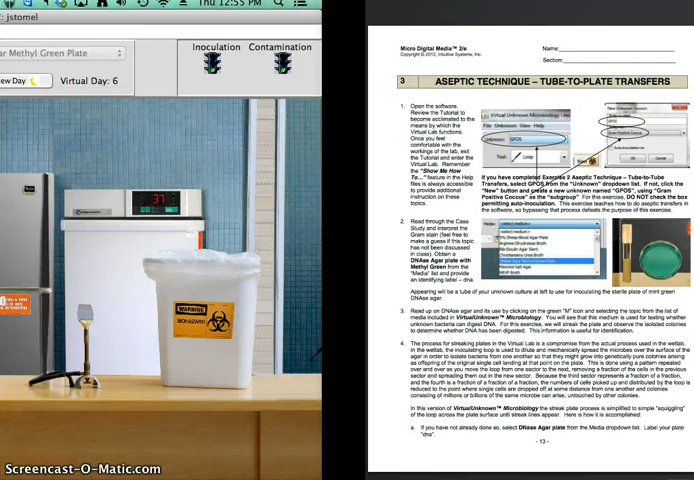 Thu 12:55 PM
: jstomel
ar Methyl Green Plate
Inoculation
Contamination
ew Day
Virtual Day: 6
37
WARNING
BIOHAZARD
Screencast-O-Matic.com
Micro Digital Media™ 2/e
Copyright © 2012, Intuitive Systems, Inc.
Name:
Section:
3 ASEPTIC TECHNIQUE – TUBE-TO-PLATE TRANSFERS
1. Open the software.
Review the Tutorial to
become acclimated to the
means by which the
Virtual Lab functions.
Once you feel
comfortable with the
workings of the lab, exit
the Tutorial and enter the
Virtual Lab. Remember
the "Show Me How
To..." feature in the Help
files is always accessible
to provide additional
instruction on these
topics.
Virtual Unknown Microbiology
File Unknown View Help
Unknown: GPOS
Tool: Loop
GPOS
Gram Positive Coccus
OK Cancel
If you have completed Exercise 2 Aseptic Technique – Tube-to-Tube
Transfers, select GPOS from the "Unknown" dropdown list. If not, click the
"New" button and create a new unknown named "GPOS", using "Gram
Positive Coccus" as the "subgroup" For this exercise, DO NOT check the box
permitting auto-inoculation. This exercise teaches how to do aseptic transfers in
the software, so bypassing that process defeats the purpose of this exercise.
2. Read through the Case
Study and interpret the
Gram stain (feel free to
make a guess if this topic
has not been discussed
in class). Obtain a
DNAse Agar plate with
Methyl Green from the
"Media" list and provide
an identifying label – dna.
Media:
Appearing will be a tube of your unknown culture at left to use for inoculating the sterile plate of mint green
DNAse agar.
3. Read up on DNAse agar and its use by clicking on the green "M" icon and selecting the topic from the list of
media included in VirtualUnknown™ Microbiology. You will see that this medium is used for testing whether
unknown bacteria can digest DNA. For this exercise, we will streak the plate and observe the isolated colonies
to determine whether DNA has been digested. This information is useful for identification.
4. The process for streaking plates in the Virtual Lab is a compromise from the actual process used in the wetlab.
In the wetlab, the inoculating loop is used to dilute and mechanically spread the microbes over the surface of the
agar in order to isolate bacteria from one another so that they might grow into genetically pure colonies arising
as offspring of the original single cell landing at that point on the plate. This is done using a pattern repeated
over and over as you move the loop from one sector to the next, removing a fraction of the cells in the previous
sector and spreading them out in the new sector. Because the third sector represents a fraction of a fraction,
and the fourth is a fraction of a fraction of a fraction, the numbers of cells picked up and distributed by the loop is
reduced to the point where single cells are dropped off at some distance from one another and colonies
consisting of millions or billions of the same microbe can arise, untouched by other colonies.
In this version of VirtualUnknown™ Microbiology the streak plate process is simplified to simple "squiggling"
of the loop across the plate surface until streak lines appear. Here is how it is accomplished:
a. If you have not already done so, select DNase Agar plate from the Media dropdown list. Label your plate
"dna".
- 13 -